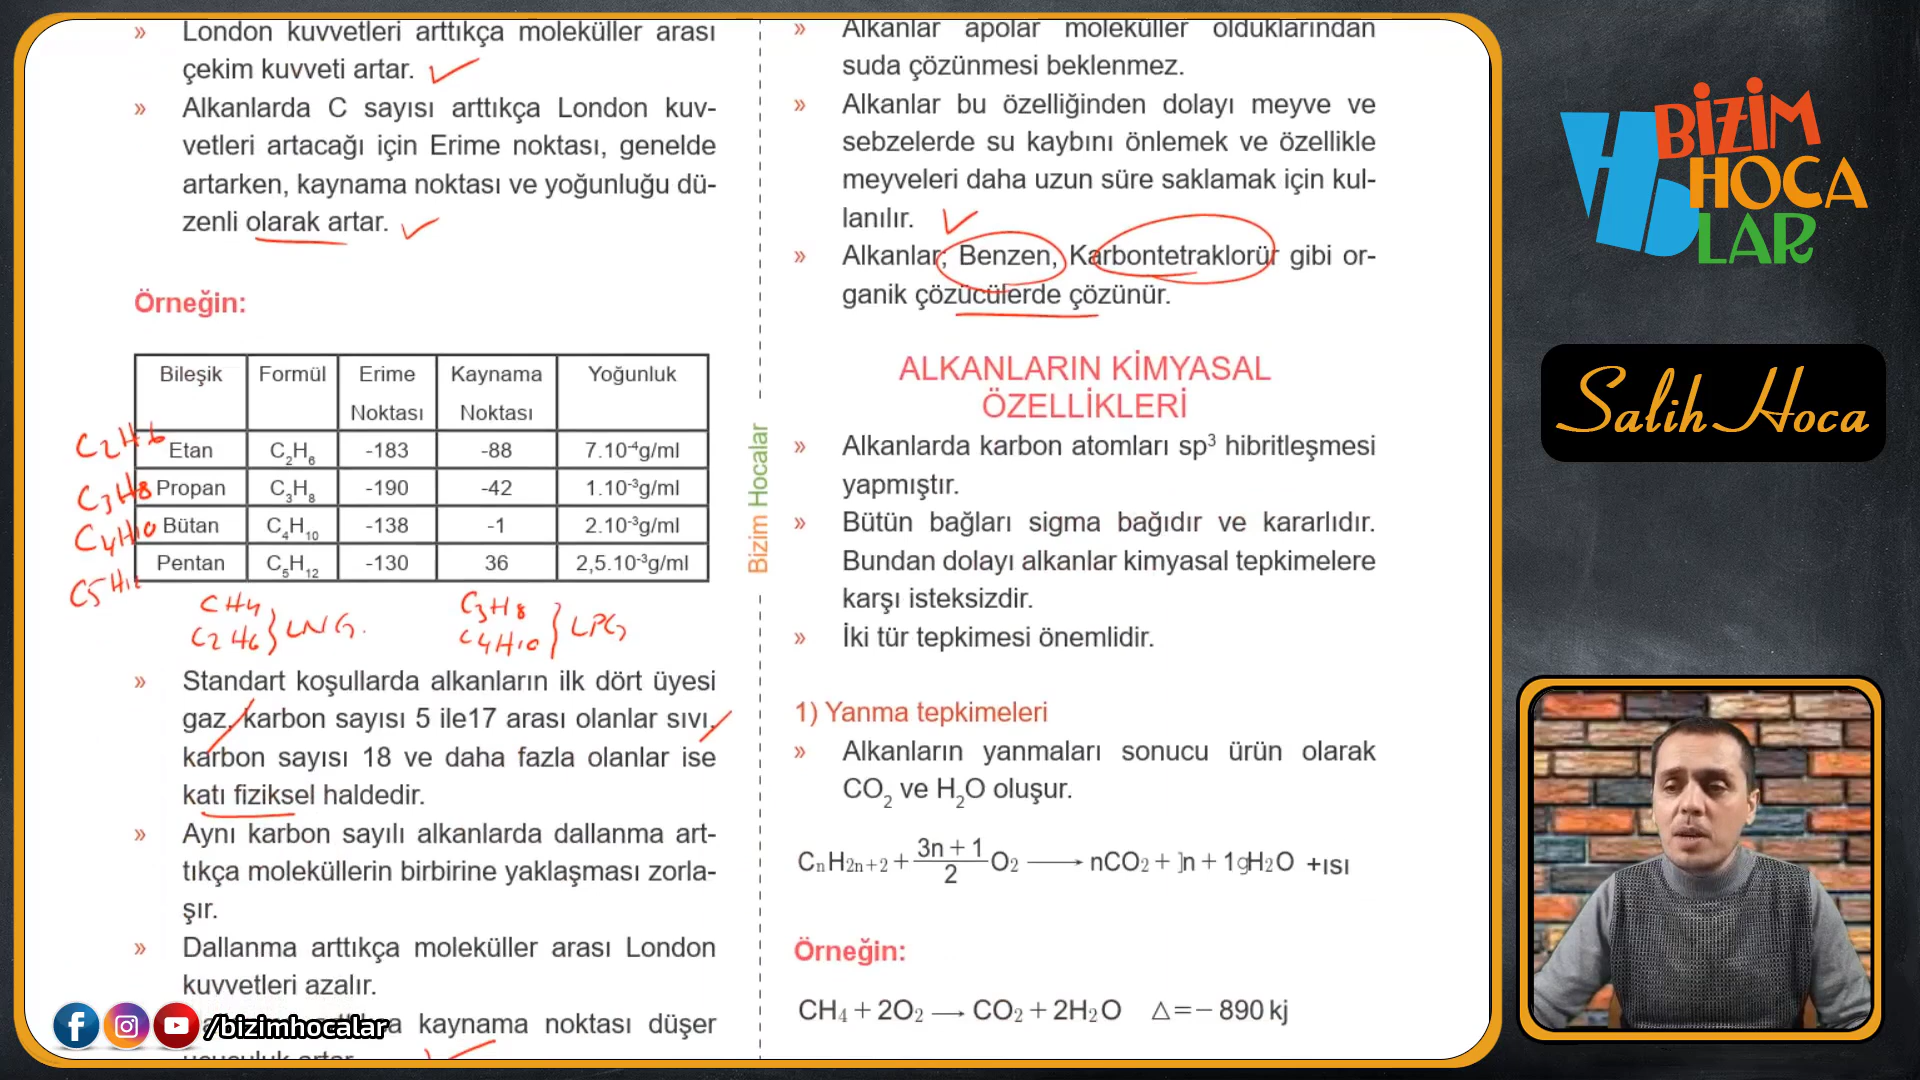 » London kuvvetleri arttıkça moleküller arası
çekim kuvveti artar.
» Alkanlarda C sayısı arttıkça London kuv-
vetleri artacağı için Erime noktası, genelde
artarken, kaynama noktası ve yoğunluğu dü-
zenli olarak artar.
Örneğin:
Bileşik Formül Erime Noktası Kaynama Noktası Yoğunluk
C2H6 Etan C₂H₆ -183 -88 7.10⁻⁴g/ml
C3H8 Propan C₃H₈ -190 -42 1.10⁻³g/ml
C4H10 Bütan C₄H₁₀ -138 -1 2.10⁻³g/ml
C5H12 Pentan C₅H₁₂ -130 36 2,5.10⁻³g/ml
CH4
C2H6 } LNG.
C3H8
C4H10 } LPG
» Standart koşullarda alkanların ilk dört üyesi
gaz, karbon sayısı 5 ile17 arası olanlar sıvı,
karbon sayısı 18 ve daha fazla olanlar ise
katı fiziksel haldedir.
» Aynı karbon sayılı alkanlarda dallanma art-
tıkça moleküllerin birbirine yaklaşması zorla-
şır.
» Dallanma arttıkça moleküller arası London
kuvvetleri azalır.
kaynama noktası düşer
/bizimhocalar
Bizim Hocalar
» Alkanlar apolar moleküller olduklarından
suda çözünmesi beklenmez.
» Alkanlar bu özelliğinden dolayı meyve ve
sebzelerde su kaybını önlemek ve özellikle
meyveleri daha uzun süre saklamak için kul-
lanılır.
» Alkanlar; Benzen, Karbontetraklorür gibi or-
ganik çözücülerde çözünür.
ALKANLARIN KİMYASAL
ÖZELLİKLERİ
» Alkanlarda karbon atomları sp³ hibritleşmesi
yapmıştır.
» Bütün bağları sigma bağıdır ve kararlıdır.
Bundan dolayı alkanlar kimyasal tepkimelere
karşı isteksizdir.
» İki tür tepkimesi önemlidir.
1) Yanma tepkimeleri
» Alkanların yanmaları sonucu ürün olarak
CO₂ ve H₂O oluşur.
CₙH₂ₙ₊₂ + (3n + 1)/2 O₂ ⟶ nCO₂ + ]n + 1gH₂O +ısı
Örneğin:
CH₄ + 2O₂ ⟶ CO₂ + 2H₂O △=− 890 kj
BİZİM
HOCA
LAR
Salih Hoca